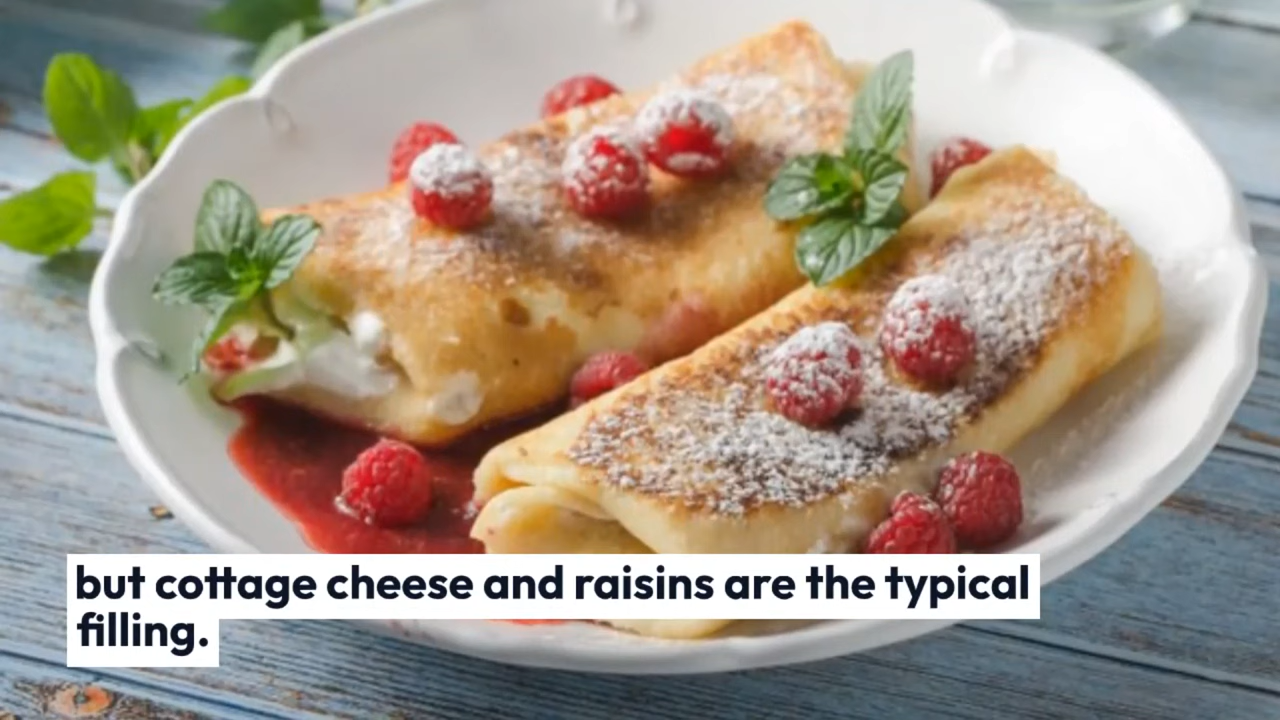 but cottage cheese and raisins are the typical
filling.